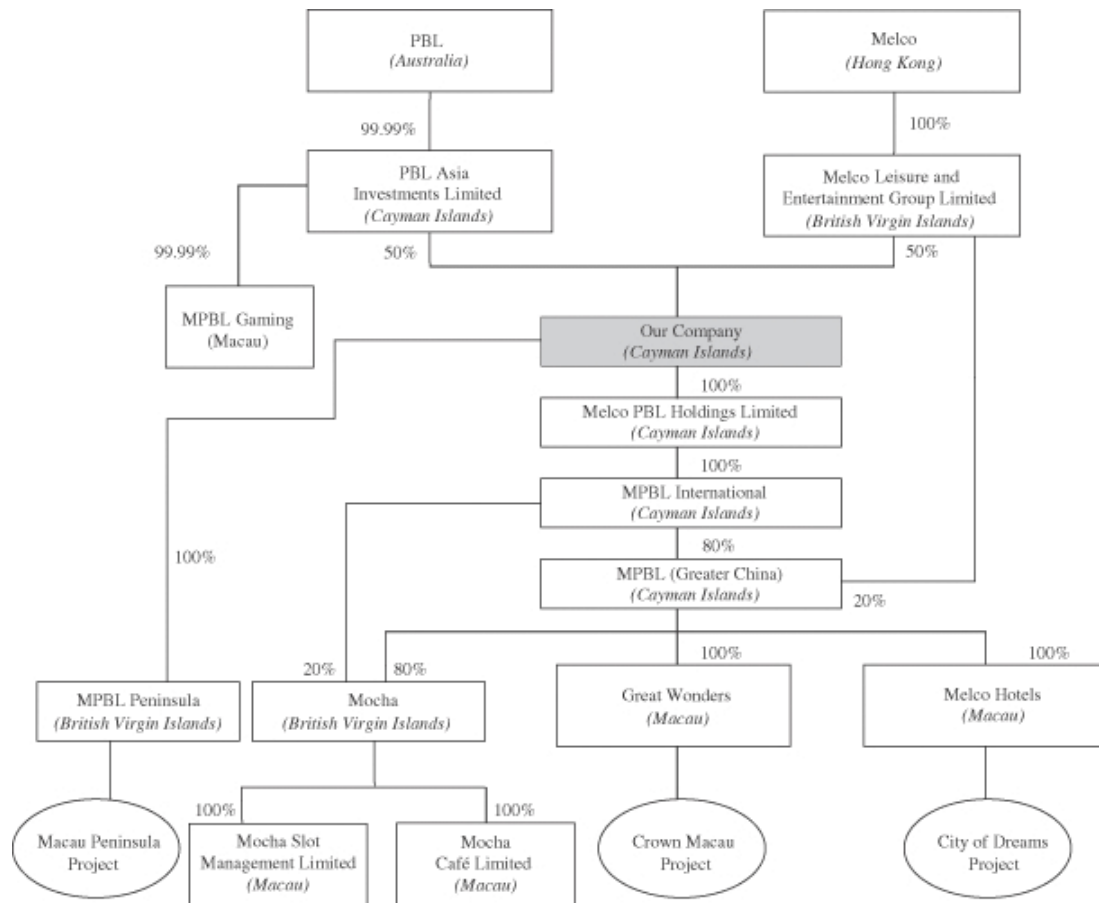 PBL
(Australia)
Melco
(Hong Kong)
99.99%
100%
PBL Asia
Investments Limited
(Cayman Islands)
Melco Leisure and
Entertainment Group Limited
(British Virgin Islands)
99.99%
50%
50%
MPBL Gaming
(Macau)
Our Company
(Cayman Islands)
100%
Melco PBL Holdings Limited
(Cayman Islands)
100%
MPBL International
(Cayman Islands)
100%
80%
MPBL (Greater China)
(Cayman Islands)
20%
20%
80%
100%
100%
MPBL Peninsula
(British Virgin Islands)
Mocha
(British Virgin Islands)
Great Wonders
(Macau)
Melco Hotels
(Macau)
100%
100%
Macau Peninsula
Project
Mocha Slot
Management Limited
(Macau)
Mocha
Café Limited
(Macau)
Crown Macau
Project
City of Dreams
Project